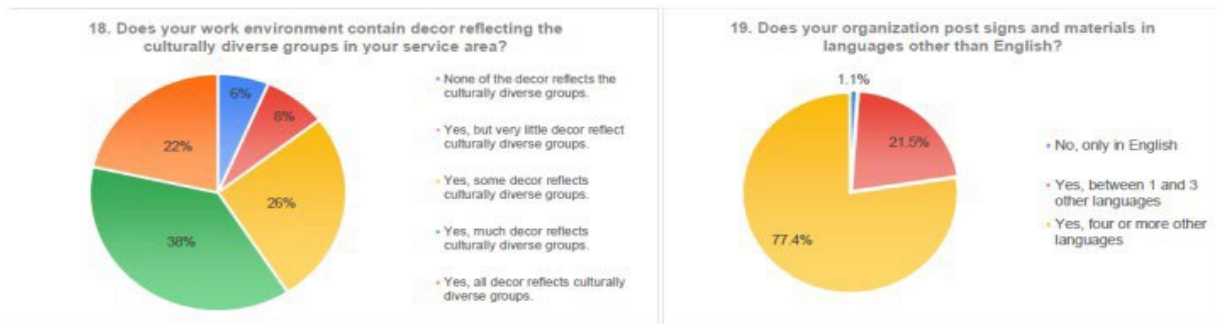 18. Does your work environment contain decor reflecting the
culturally diverse groups in your service area?
6%
8%
22%
26%
38%
None of the decor reflects the
culturally diverse groups.
Yes, but very little decor reflect
culturally diverse groups.
Yes, some decor reflects
culturally diverse groups.
Yes, much decor reflects
culturally diverse groups.
Yes, all decor reflects culturally
diverse groups.
19. Does your organization post signs and materials in
languages other than English?
1.1%
21.5%
77.4%
No, only in English
Yes, between 1 and 3
other languages
Yes, four or more other
languages